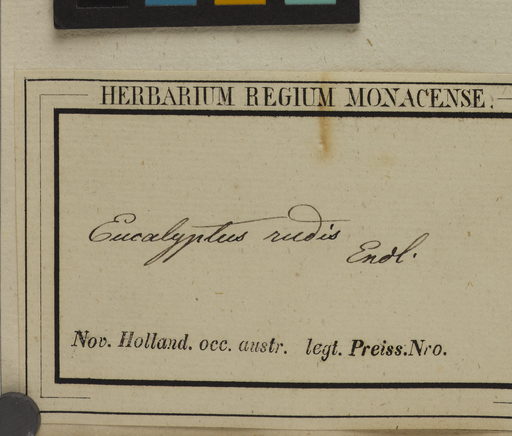 HERBARIUM REGIUM MONACENSE.
Eucalyptus rudis
Endl.
Nov. Holland. occ. austr. legt. Preiss. Nro.